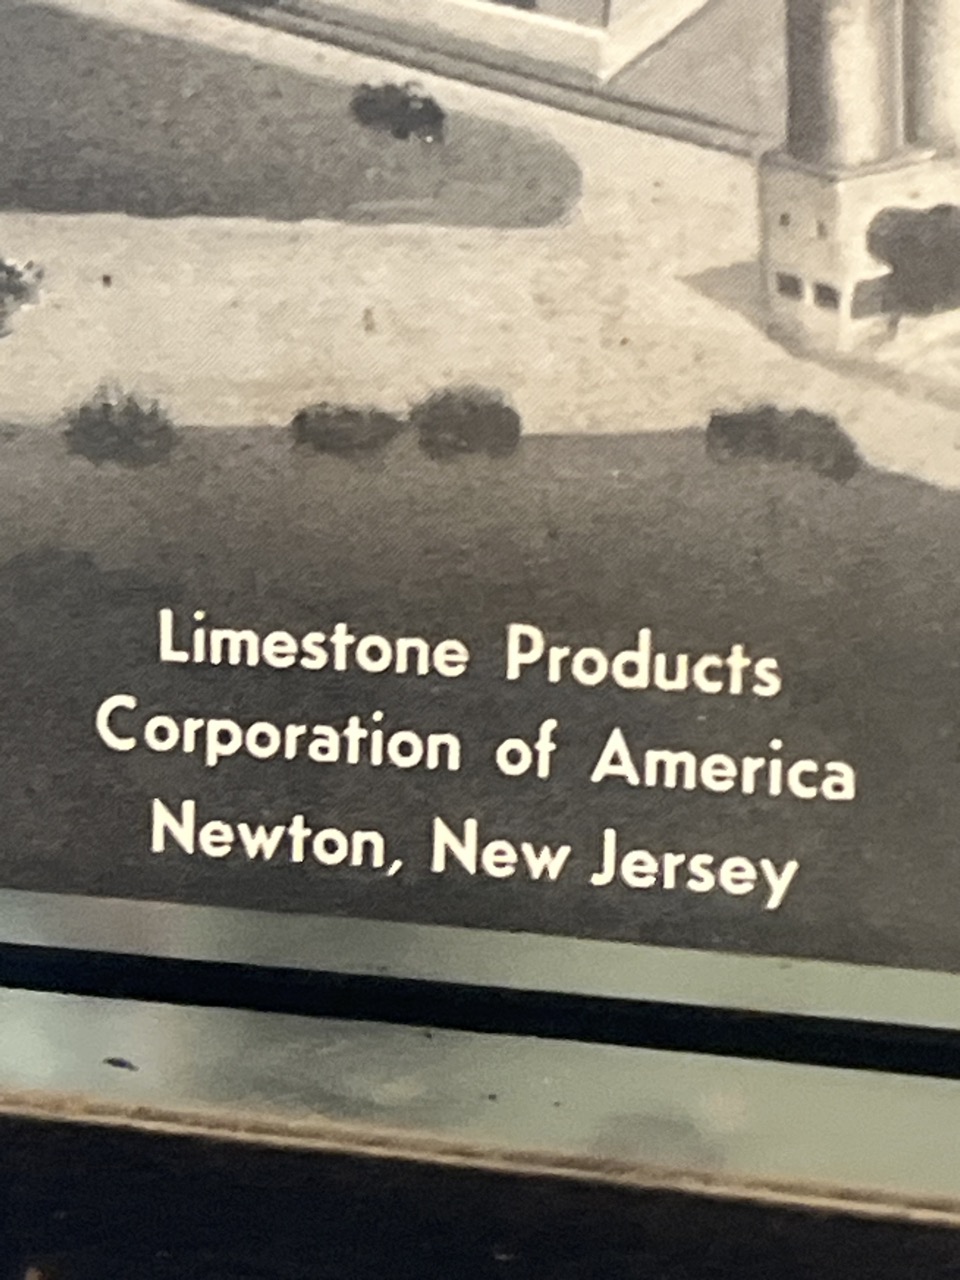 Limestone Products
Corporation of America
Newton, New Jersey